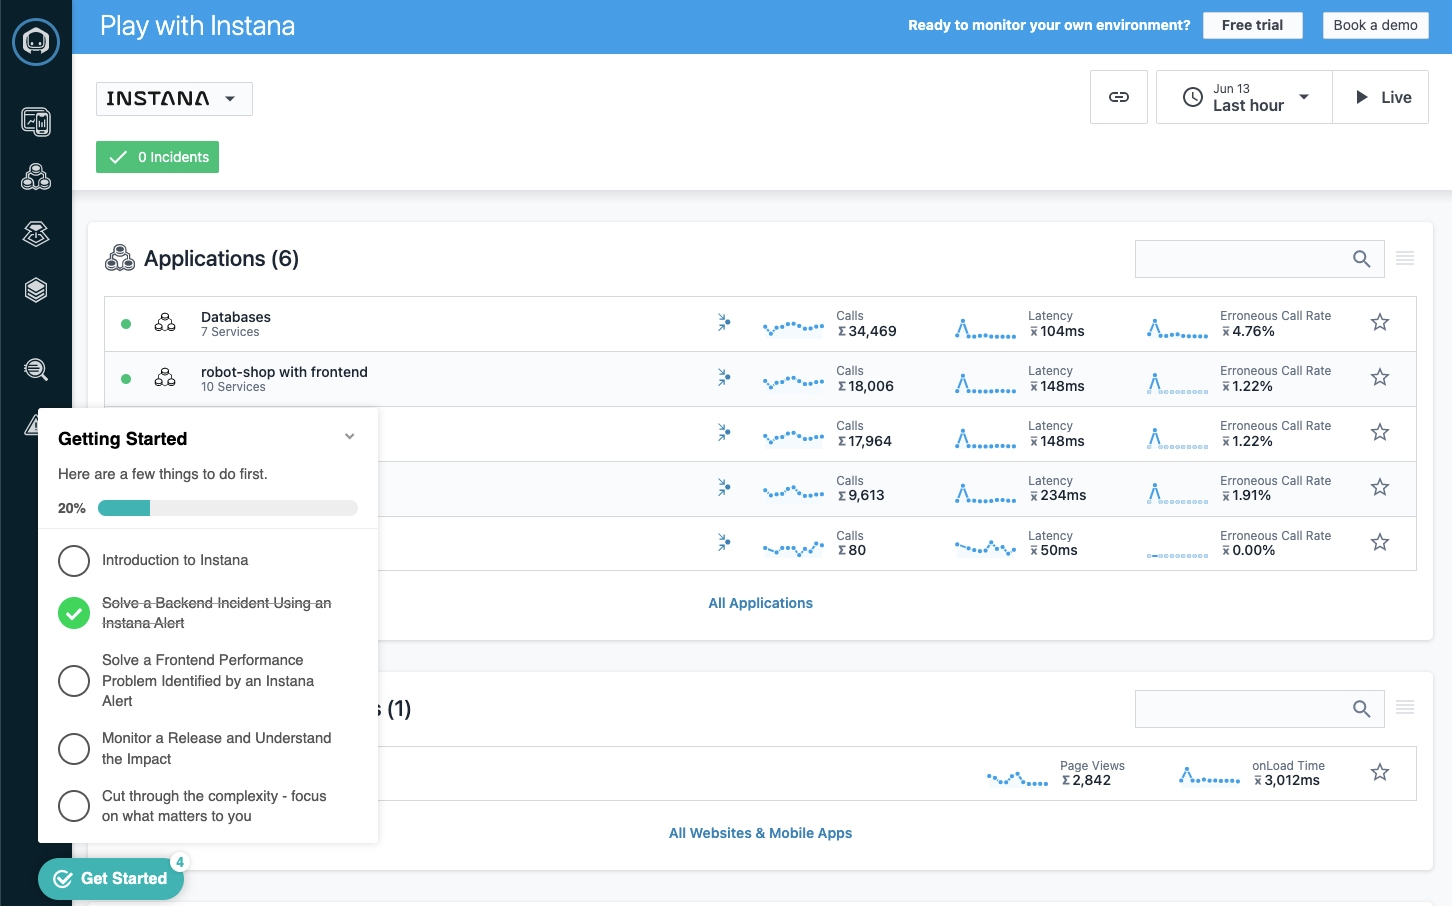 Play with Instana
Ready to monitor your own environment?
Free trial
Book a demo
INSTANA
Jun 13
Last hour
Live
0 Incidents
Applications (6)
Databases
7 Services
Calls
Σ 34,469
Latency
x̄ 104ms
Erroneous Call Rate
x̄ 4.76%
robot-shop with frontend
10 Services
Calls
Σ 18,006
Latency
x̄ 148ms
Erroneous Call Rate
x̄ 1.22%
Calls
Σ 17,964
Latency
x̄ 148ms
Erroneous Call Rate
x̄ 1.22%
Calls
Σ 9,613
Latency
x̄ 234ms
Erroneous Call Rate
x̄ 1.91%
Calls
Σ 80
Latency
x̄ 50ms
Erroneous Call Rate
x̄ 0.00%
All Applications
s (1)
Page Views
Σ 2,842
onLoad Time
x̄ 3,012ms
All Websites & Mobile Apps
Getting Started
Here are a few things to do first.
20%
Introduction to Instana
Solve a Backend Incident Using an
Instana Alert
Solve a Frontend Performance
Problem Identified by an Instana
Alert
Monitor a Release and Understand
the Impact
Cut through the complexity - focus
on what matters to you
Get Started
4